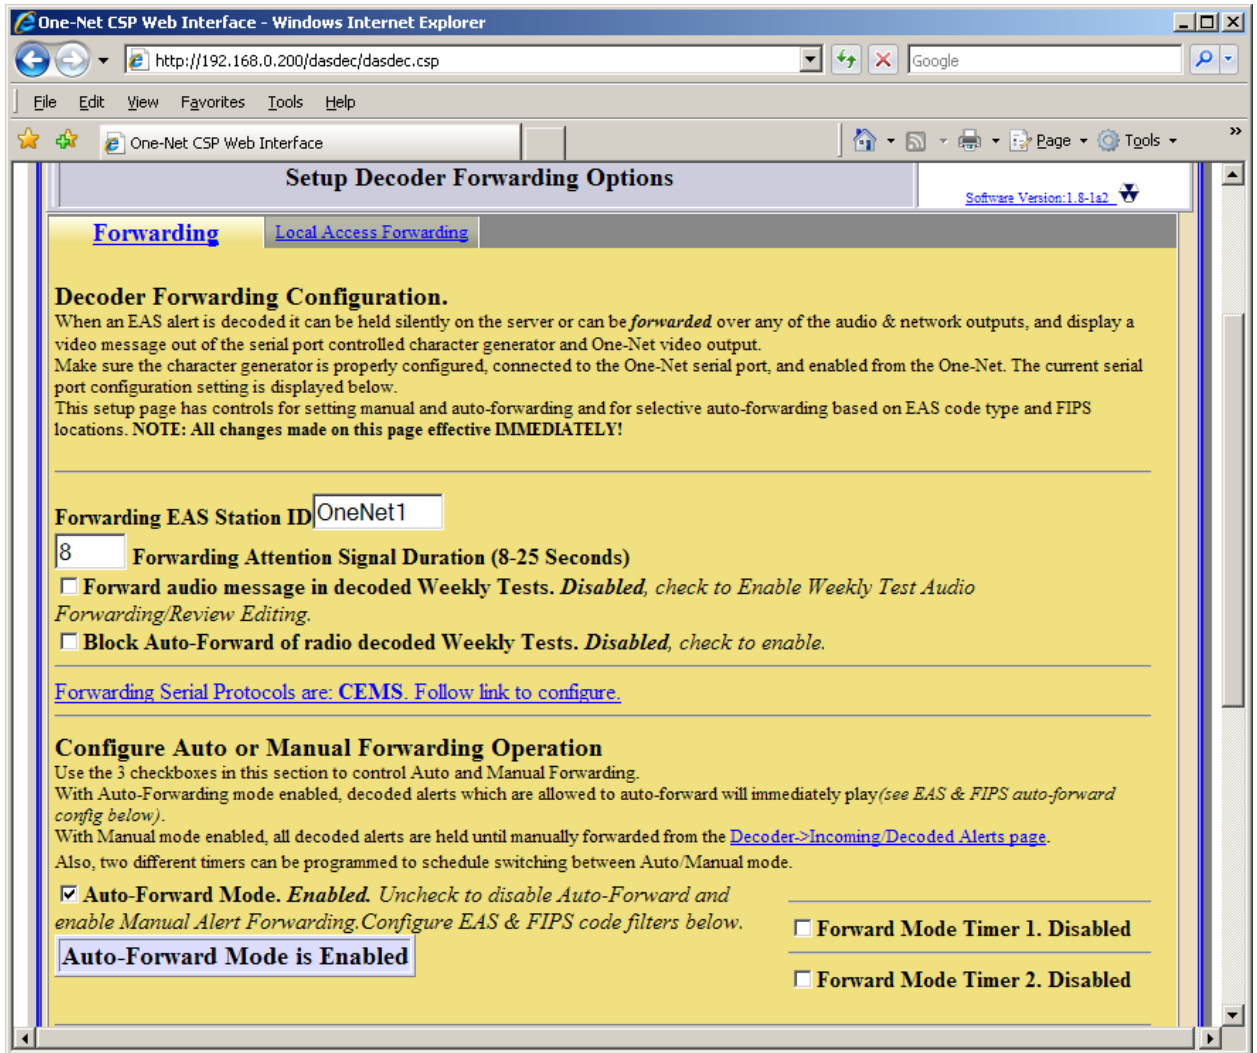 One-Net CSP Web Interface - Windows Internet Explorer
http://192.168.0.200/dasdec/dasdec.csp
Google
File Edit View Favorites Tools Help
One-Net CSP Web Interface
Page Tools »
Setup Decoder Forwarding Options
Software Version:1.8-1a2
Forwarding Local Access Forwarding
Decoder Forwarding Configuration.
When an EAS alert is decoded it can be held silently on the server or can be forwarded over any of the audio & network outputs, and display a
video message out of the serial port controlled character generator and One-Net video output.
Make sure the character generator is properly configured, connected to the One-Net serial port, and enabled from the One-Net. The current serial
port configuration setting is displayed below.
This setup page has controls for setting manual and auto-forwarding and for selective auto-forwarding based on EAS code type and FIPS
locations. NOTE: All changes made on this page effective IMMEDIATELY!
Forwarding EAS Station ID OneNet1
8 Forwarding Attention Signal Duration (8-25 Seconds)
Forward audio message in decoded Weekly Tests. Disabled, check to Enable Weekly Test Audio
Forwarding/Review Editing.
Block Auto-Forward of radio decoded Weekly Tests. Disabled, check to enable.
Forwarding Serial Protocols are: CEMS. Follow link to configure.
Configure Auto or Manual Forwarding Operation
Use the 3 checkboxes in this section to control Auto and Manual Forwarding.
With Auto-Forwarding mode enabled, decoded alerts which are allowed to auto-forward will immediately play(see EAS & FIPS auto-forward
config below).
With Manual mode enabled, all decoded alerts are held until manually forwarded from the Decoder->Incoming/Decoded Alerts page.
Also, two different timers can be programmed to schedule switching between Auto/Manual mode.
Auto-Forward Mode. Enabled. Uncheck to disable Auto-Forward and
enable Manual Alert Forwarding.Configure EAS & FIPS code filters below.
Auto-Forward Mode is Enabled
Forward Mode Timer 1. Disabled
Forward Mode Timer 2. Disabled